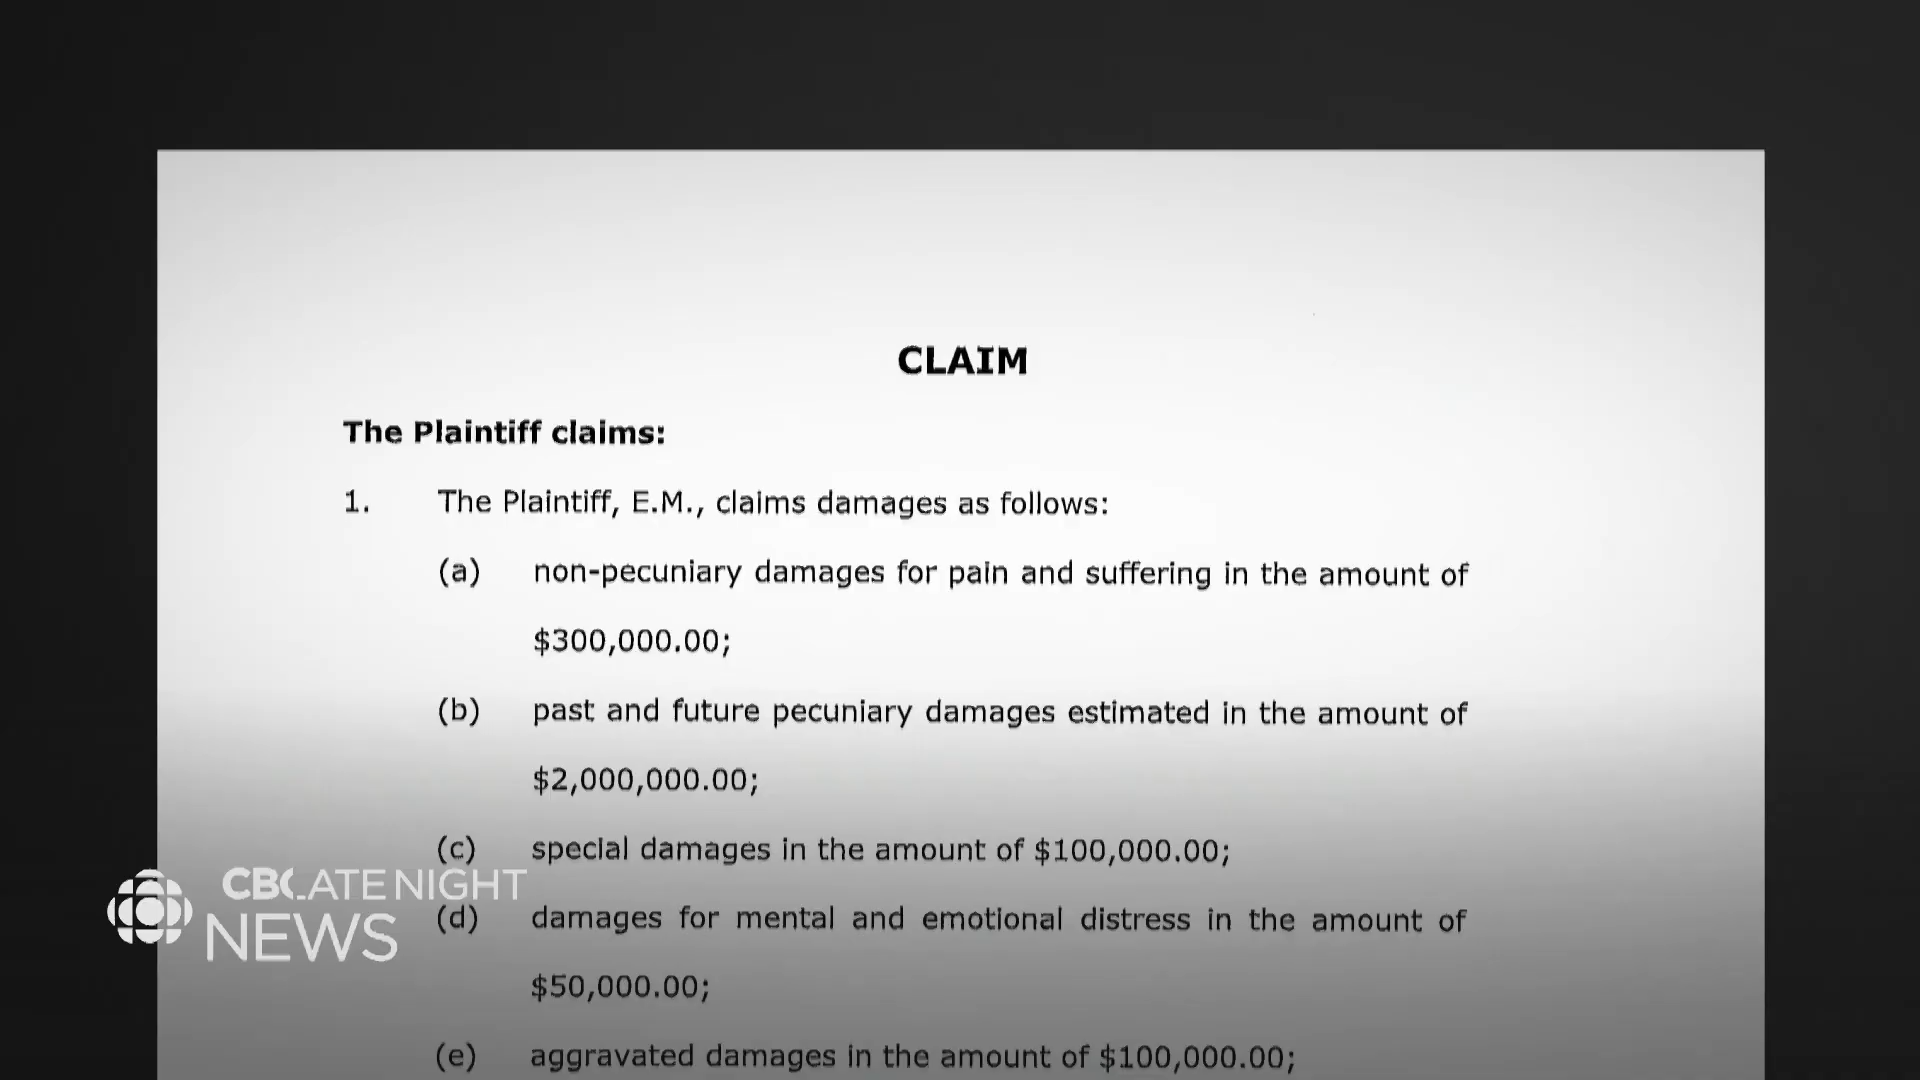 CLAIM
The Plaintiff claims:
1. The Plaintiff, E.M., claims damages as follows:
(a) non-pecuniary damages for pain and suffering in the amount of
$300,000.00;
(b) past and future pecuniary damages estimated in the amount of
$2,000,000.00;
(c) special damages in the amount of $100,000.00;
(d) damages for mental and emotional distress in the amount of
$50,000.00;
(e) aggravated damages in the amount of $100,000.00;
NIGHT
NEWS